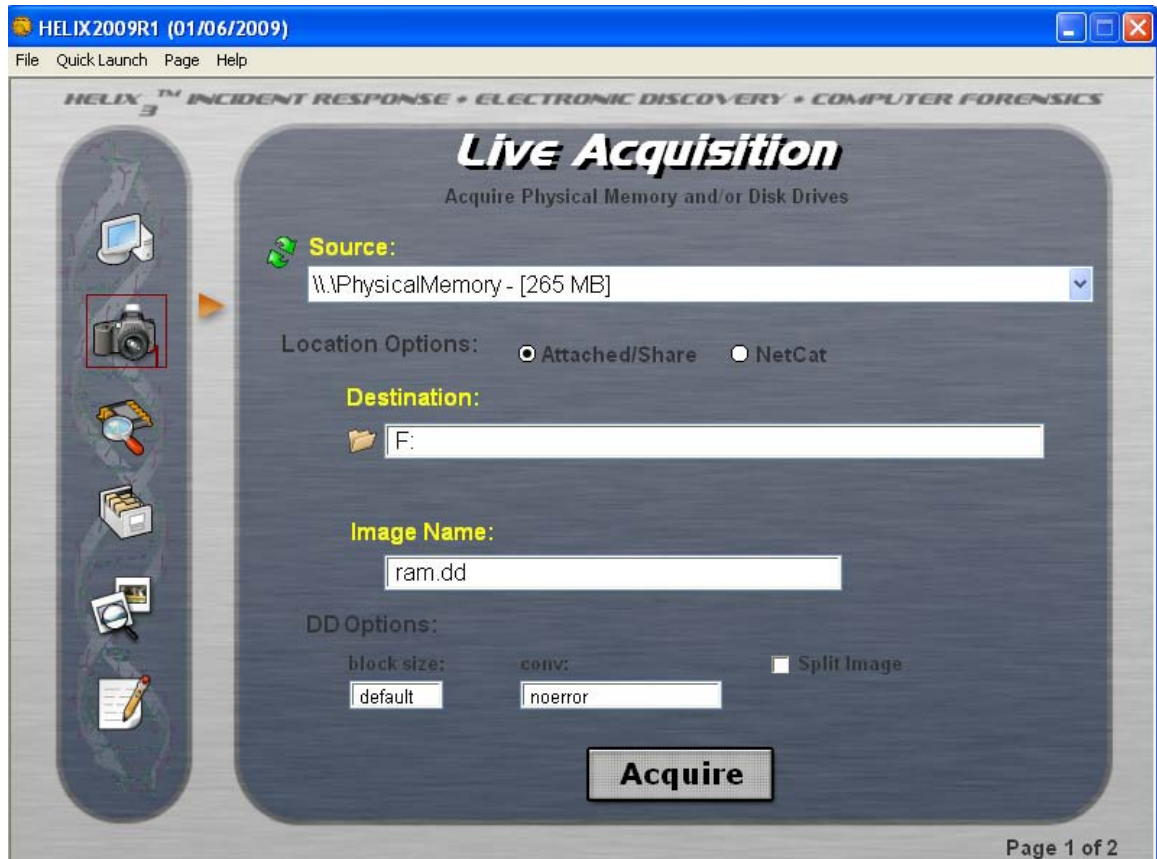 HELIX2009R1 (01/06/2009)
File Quick Launch Page Help
HELIX3™ INCIDENT RESPONSE • ELECTRONIC DISCOVERY • COMPUTER FORENSICS
Live Acquisition
Acquire Physical Memory and/or Disk Drives
Source:
\\.\PhysicalMemory - [265 MB]
Location Options: Attached/Share NetCat
Destination:
F:
Image Name:
ram.dd
DD Options:
block size: conv: Split Image
default noerror
Acquire
Page 1 of 2